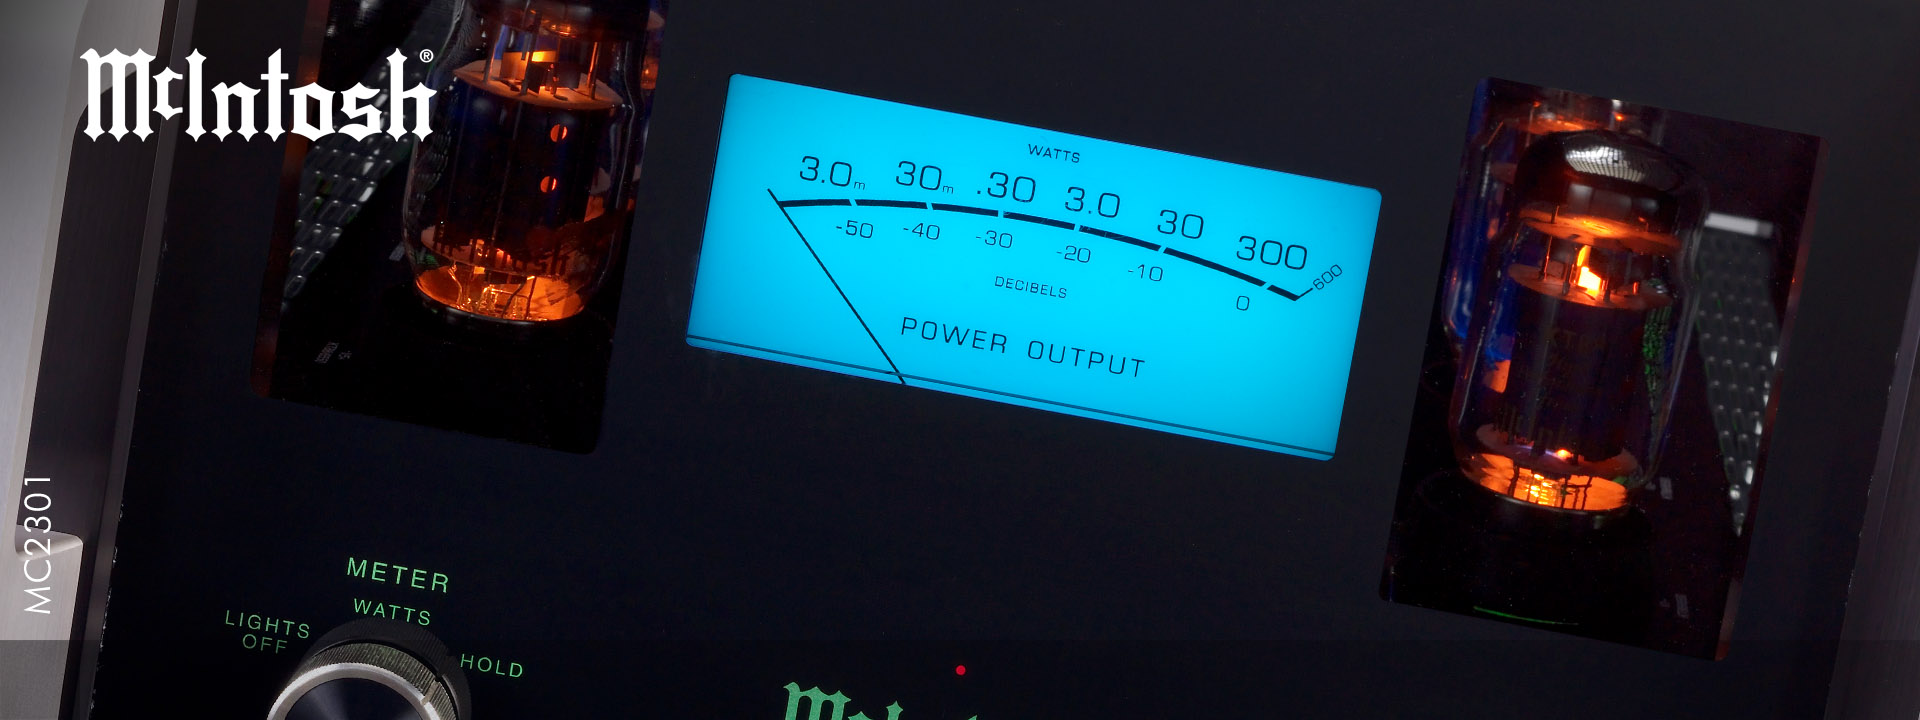 McIntosh®
MC2301
WATTS
3.0m 30m .30 3.0 30 300 600
-50 -40 -30 -20 -10 0
DECIBELS
POWER OUTPUT
METER
WATTS
LIGHTS
OFF
HOLD